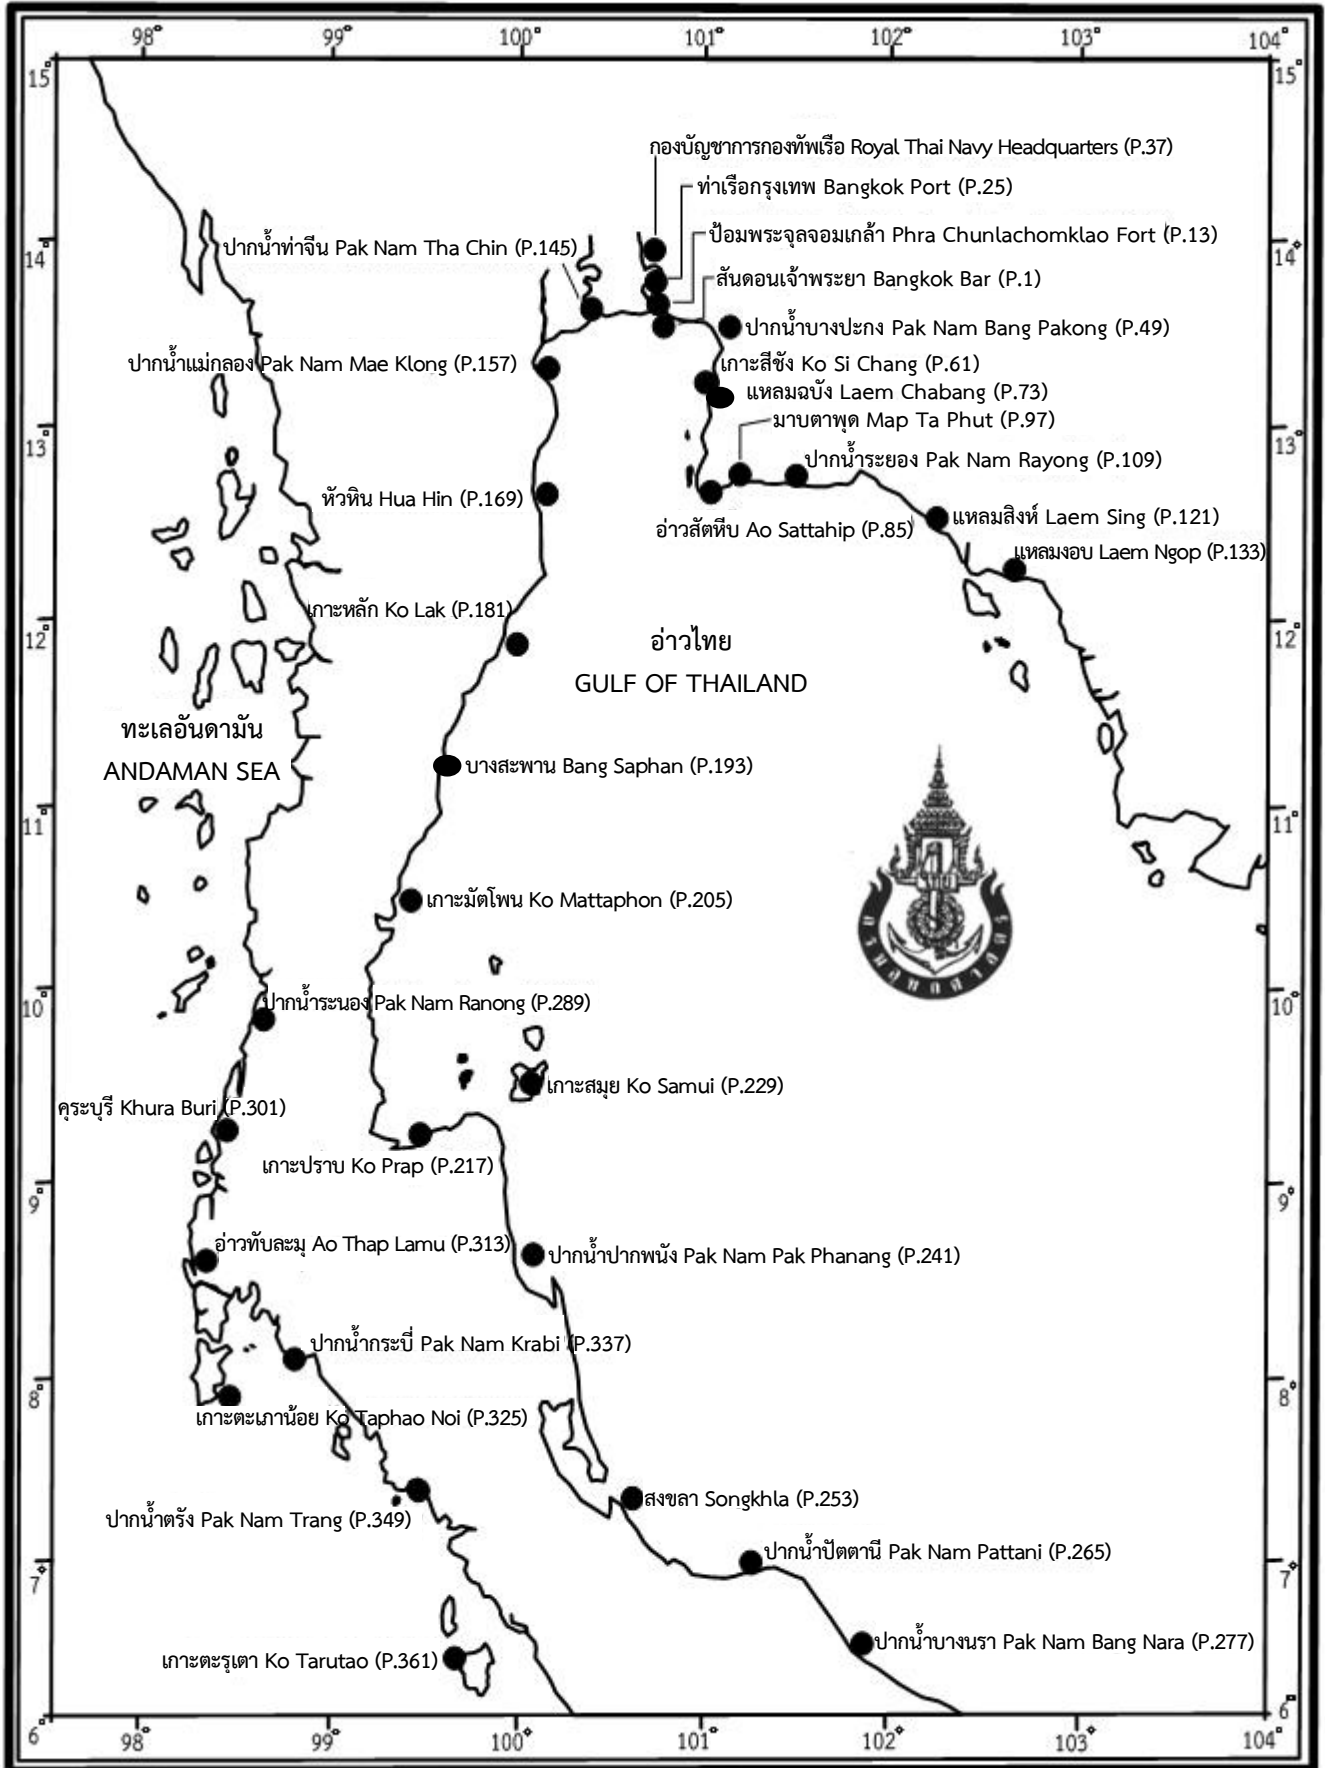 98° 99° 100° 101° 102° 103° 104°
15° 15°
กองบัญชาการกองทัพเรือ Royal Thai Navy Headquarters (P.37)
ท่าเรือกรุงเทพ Bangkok Port (P.25)
ป้อมพระจุลจอมเกล้า Phra Chunlachomklao Fort (P.13)
ปากน้ำท่าจีน Pak Nam Tha Chin (P.145)
14° 14°
สันดอนเจ้าพระยา Bangkok Bar (P.1)
ปากน้ำบางปะกง Pak Nam Bang Pakong (P.49)
ปากน้ำแม่กลอง Pak Nam Mae Klong (P.157)
เกาะสีชัง Ko Si Chang (P.61)
แหลมฉบัง Laem Chabang (P.73)
มาบตาพุด Map Ta Phut (P.97)
13° 13°
ปากน้ำระยอง Pak Nam Rayong (P.109)
หัวหิน Hua Hin (P.169)
แหลมสิงห์ Laem Sing (P.121)
อ่าวสัตหีบ Ao Sattahip (P.85)
แหลมงอบ Laem Ngop (P.133)
เกาะหลัก Ko Lak (P.181)
12° 12°
อ่าวไทย
GULF OF THAILAND
ทะเลอันดามัน
ANDAMAN SEA
บางสะพาน Bang Saphan (P.193)
11° 11°
เกาะมัตโพน Ko Mattaphon (P.205)
กรมอุทกศาสตร์
10° 10°
ปากน้ำระนอง Pak Nam Ranong (P.289)
เกาะสมุย Ko Samui (P.229)
คุระบุรี Khura Buri (P.301)
เกาะปราบ Ko Prap (P.217)
9° 9°
อ่าวทับละมุ Ao Thap Lamu (P.313)
ปากน้ำปากพนัง Pak Nam Pak Phanang (P.241)
ปากน้ำกระบี่ Pak Nam Krabi (P.337)
8° 8°
เกาะตะเภาน้อย Ko Taphao Noi (P.325)
สงขลา Songkhla (P.253)
ปากน้ำตรัง Pak Nam Trang (P.349)
ปากน้ำปัตตานี Pak Nam Pattani (P.265)
7° 7°
ปากน้ำบางนรา Pak Nam Bang Nara (P.277)
เกาะตะรุเตา Ko Tarutao (P.361)
6° 6°
98° 99° 100° 101° 102° 103° 104°